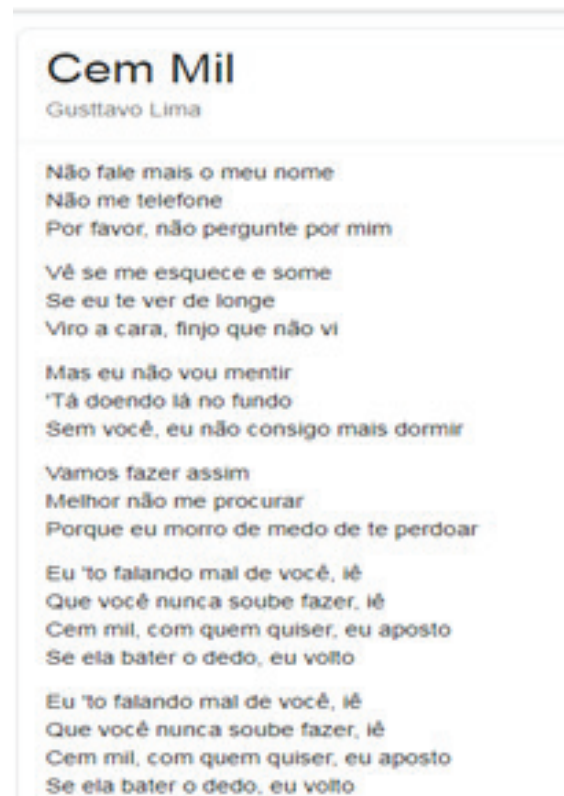 Cem Mil
Gusttavo Lima
Não fale mais o meu nome
Não me telefone
Por favor, não pergunte por mim
Vê se me esquece e some
Se eu te ver de longe
Viro a cara, finjo que não vi
Mas eu não vou mentir
'Tá doendo lá no fundo
Sem você, eu não consigo mais dormir
Vamos fazer assim
Melhor não me procurar
Porque eu morro de medo de te perdoar
Eu 'to falando mal de você, iê
Que você nunca soube fazer, iê
Cem mil, com quem quiser, eu aposto
Se ela bater o dedo, eu volto
Eu 'to falando mal de você, iê
Que você nunca soube fazer, iê
Cem mil, com quem quiser, eu aposto
Se ela bater o dedo, eu volto